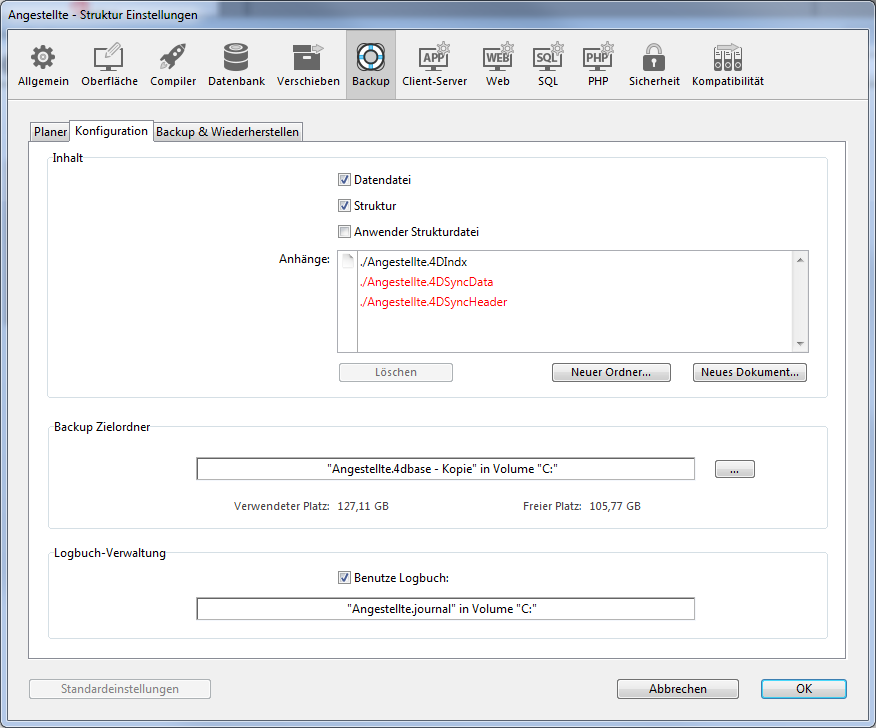 Angestellte - Struktur Einstellungen
APP WEB SQL PHP
Allgemein Oberfläche Compiler Datenbank Verschieben Backup Client-Server Web SQL PHP Sicherheit Kompatibilität
Planer Konfiguration Backup & Wiederherstellen
Inhalt
Datendatei
Struktur
Anwender Strukturdatei
Anhänge: ./Angestellte.4DIndx
./Angestellte.4DSyncData
./Angestellte.4DSyncHeader
Löschen Neuer Ordner... Neues Dokument...
Backup Zielordner
"Angestellte.4dbase - Kopie" in Volume "C:" ...
Verwendeter Platz: 127,11 GB Freier Platz: 105,77 GB
Logbuch-Verwaltung
Benutze Logbuch:
"Angestellte.journal" in Volume "C:"
Standardeinstellungen Abbrechen OK